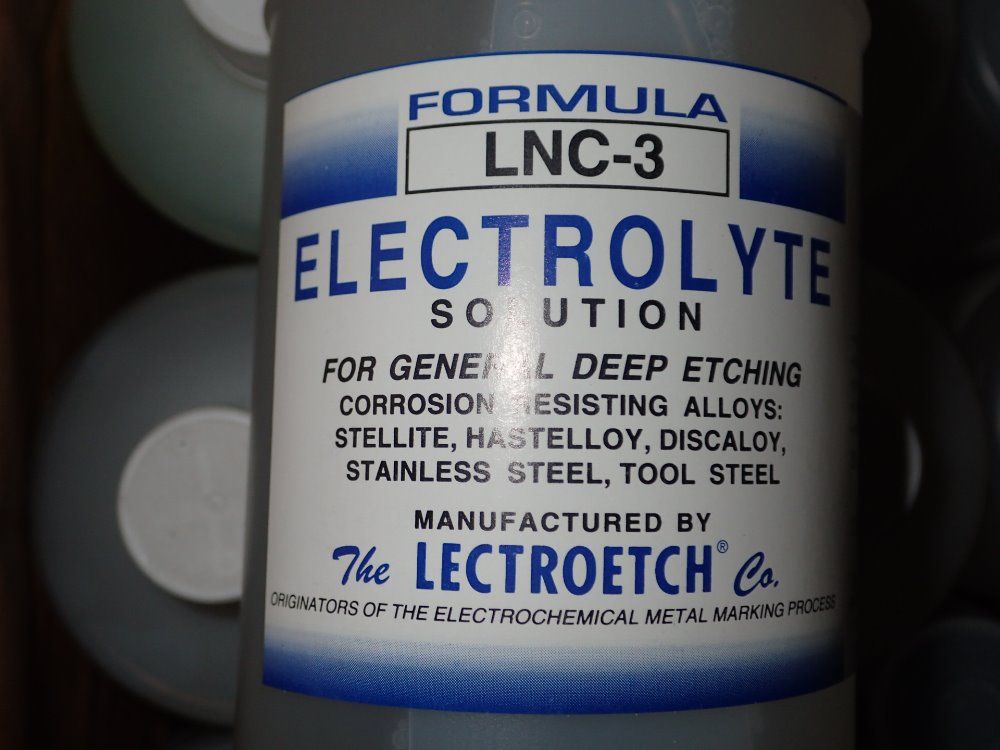 FORMULA
LNC-3
ELECTROLYTE
SOLUTION
FOR GENERAL DEEP ETCHING
CORROSION RESISTING ALLOYS:
STELLITE, HASTELLOY, DISCALOY,
STAINLESS STEEL, TOOL STEEL
MANUFACTURED BY
The LECTROETCH® Co.
ORIGINATORS OF THE ELECTROCHEMICAL METAL MARKING PROCESS